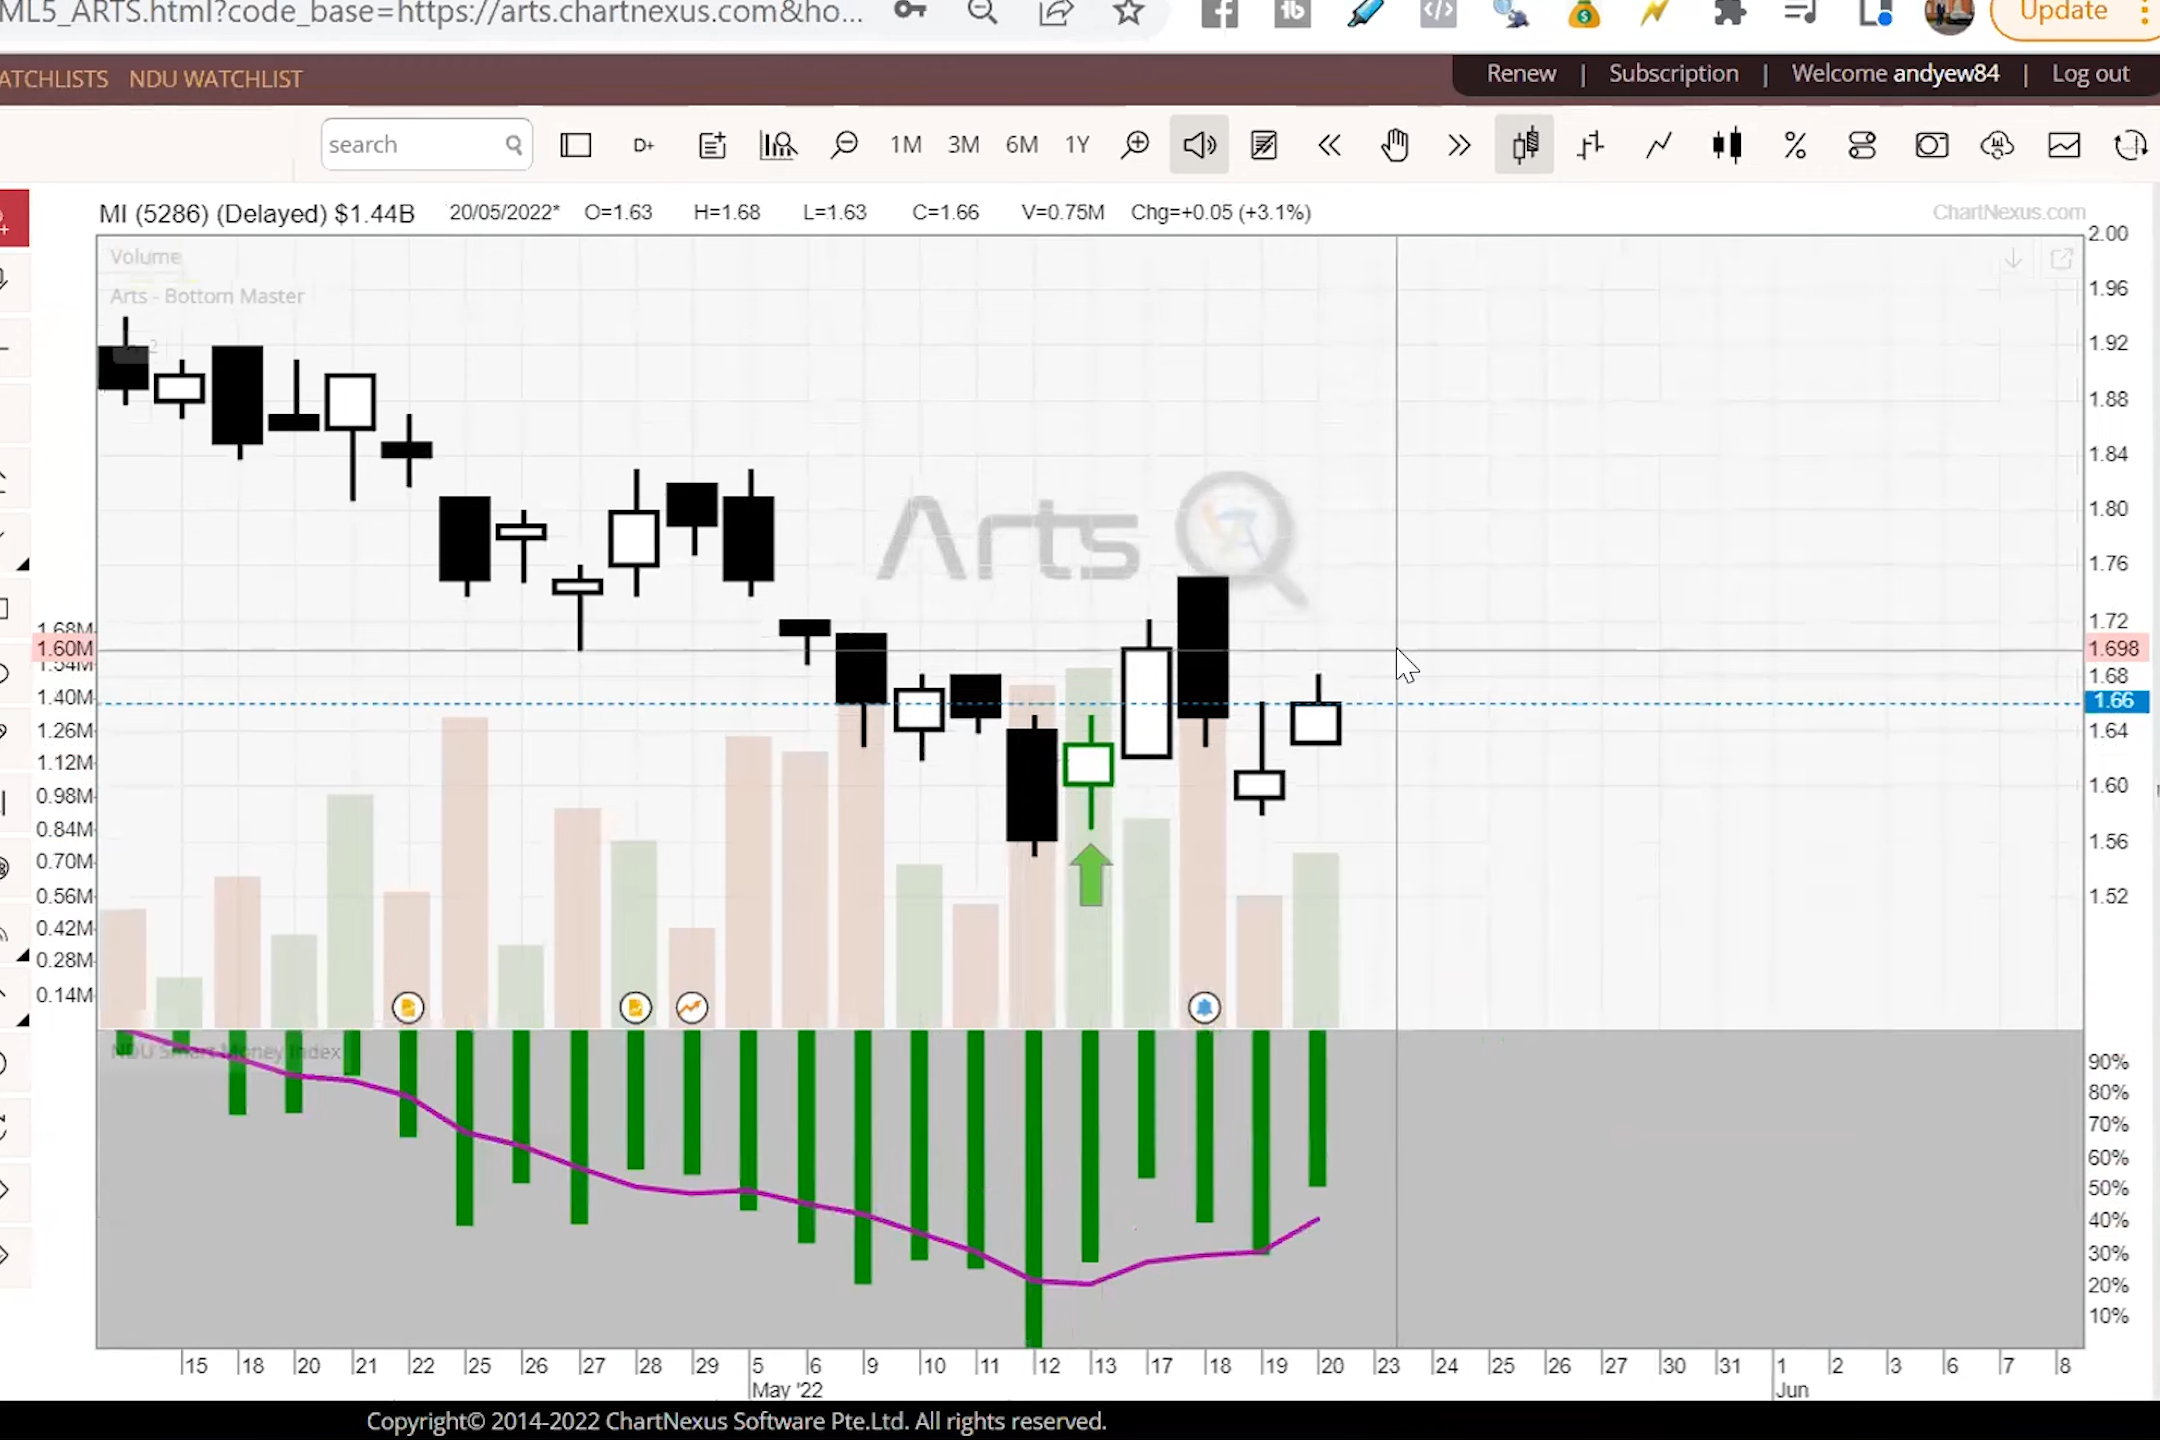 ML5_ARTS.html?code_base=https://arts.chartnexus.com&ho...
Update
ATCHLISTS NDU WATCHLIST
Renew | Subscription | Welcome andyew84 | Log out
search D+ 1M 3M 6M 1Y %
MI (5286) (Delayed) $1.44B 20/05/2022* O=1.63 H=1.68 L=1.63 C=1.66 V=0.75M Chg=+0.05 (+3.1%)
ChartNexus.com
Volume
Arts - Bottom Master
Arts
2.00
1.96
1.92
1.88
1.84
1.80
1.76
1.72
1.698
1.68
1.66
1.64
1.60
1.56
1.52
1.68M
1.60M
1.54M
1.40M
1.26M
1.12M
0.98M
0.84M
0.70M
0.56M
0.42M
0.28M
0.14M
NDU Smart Money Index
90%
80%
70%
60%
50%
40%
30%
20%
10%
15 18 20 21 22 25 26 27 28 29 5 6 9 10 11 12 13 17 18 19 20 23 24 25 26 27 30 31 1 2 3 6 7 8
May '22 Jun
Copyright© 2014-2022 ChartNexus Software Pte.Ltd. All rights reserved.